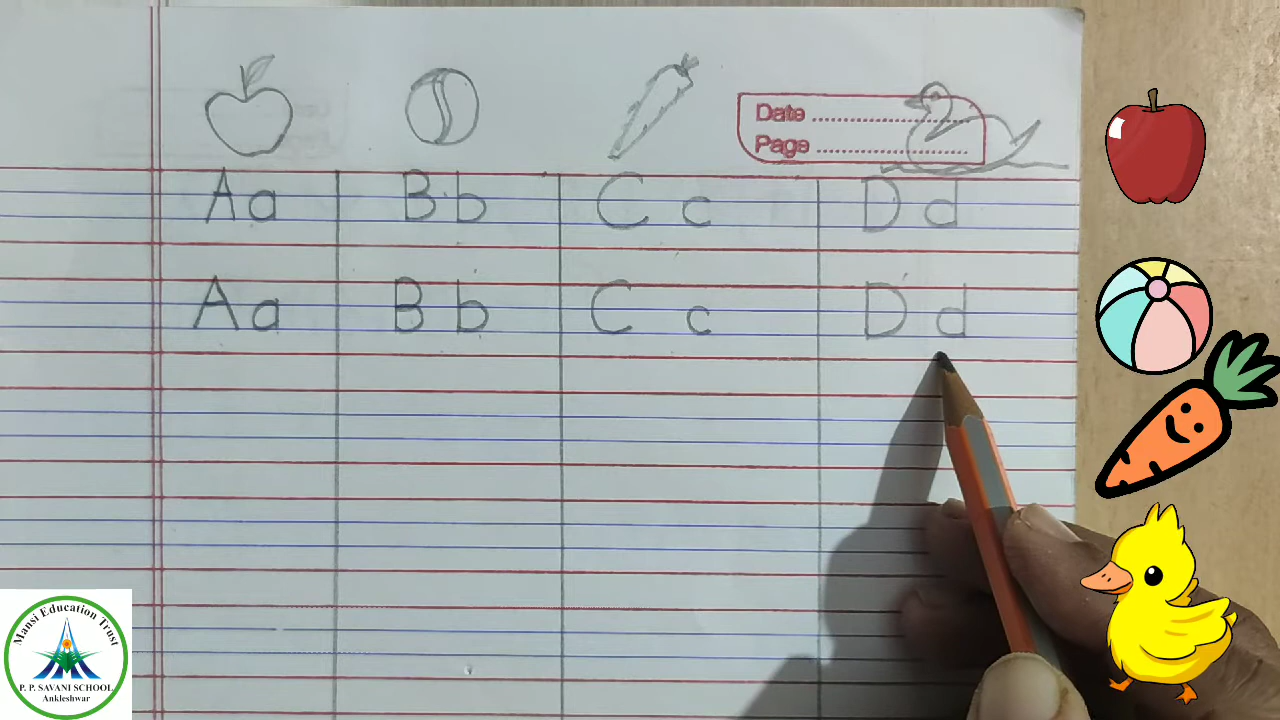 Date
Page
Aa Bb Cc Dd
Aa Bb Cc Dd
Mansi Education Trust
P. P. SAVANI SCHOOL
Ankleshwar